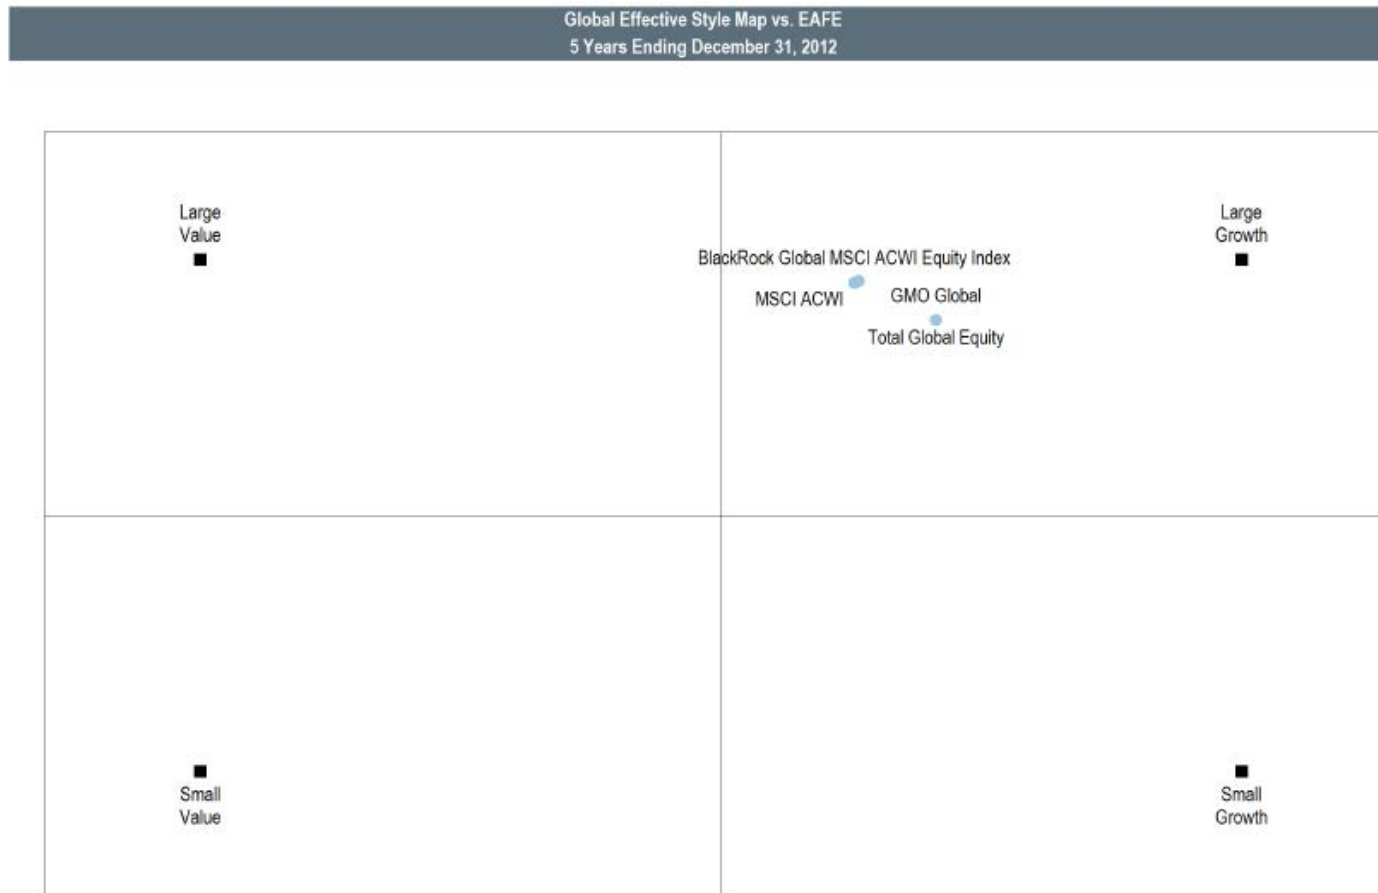 Global Effective Style Map vs. EAFE
5 Years Ending December 31, 2012
Large
Value
Large
Growth
BlackRock Global MSCI ACWI Equity Index
MSCI ACWI
GMO Global
Total Global Equity
Small
Value
Small
Growth